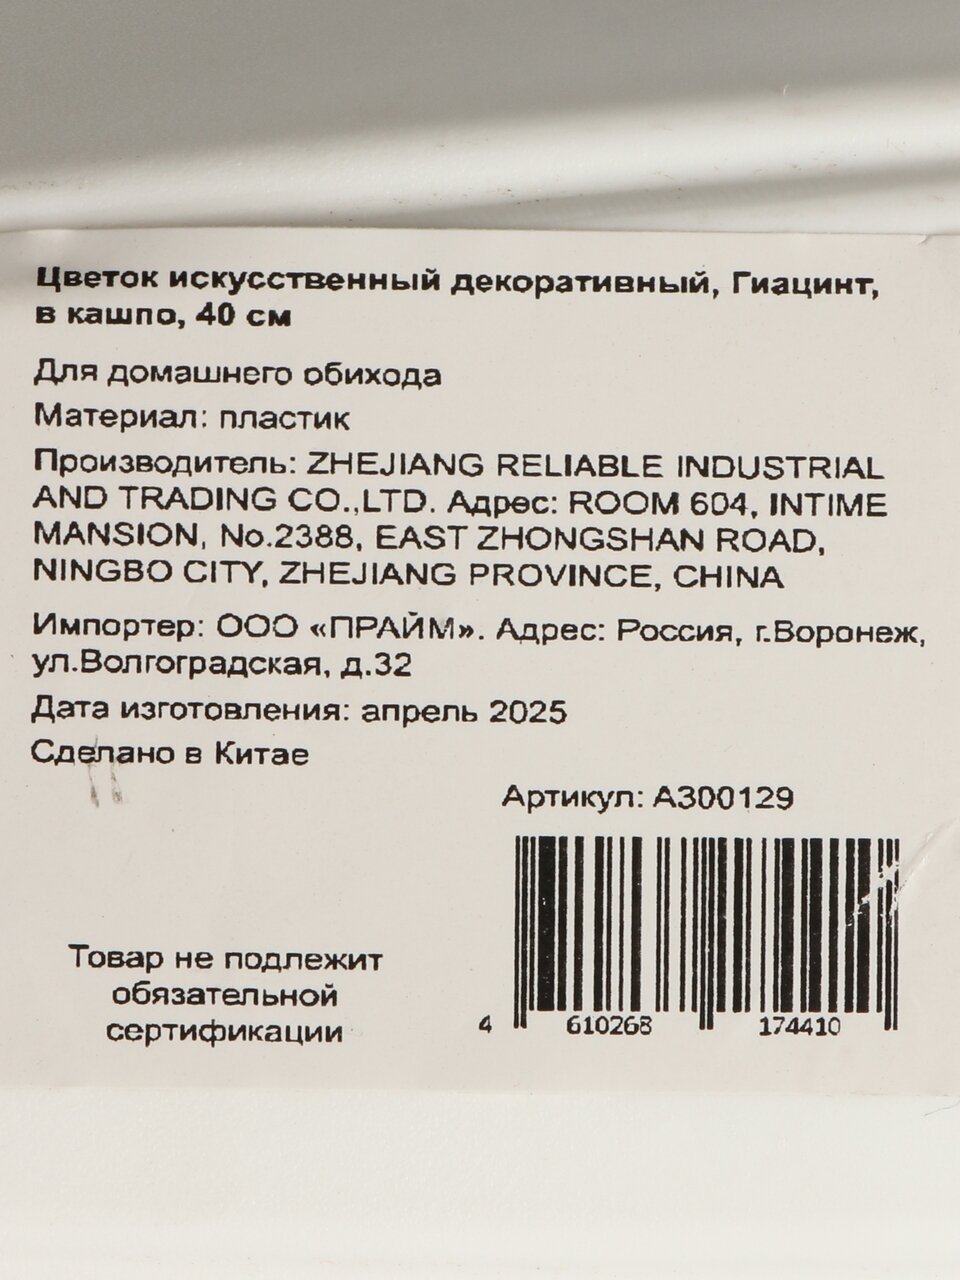 Цветок искусственный декоративный, Гиацинт,
в кашпо, 40 см
Для домашнего обихода
Материал: пластик
Производитель: ZHEJIANG RELIABLE INDUSTRIAL
AND TRADING CO.,LTD. Адрес: ROOM 604, INTIME
MANSION, No.2388, EAST ZHONGSHAN ROAD,
NINGBO CITY, ZHEJIANG PROVINCE, CHINA
Импортер: ООО «ПРАЙМ». Адрес: Россия, г.Воронеж,
ул.Волгоградская, д.32
Дата изготовления: апрель 2025
Сделано в Китае
Артикул: А300129
Товар не подлежит
обязательной
сертификации
4 610268 174410